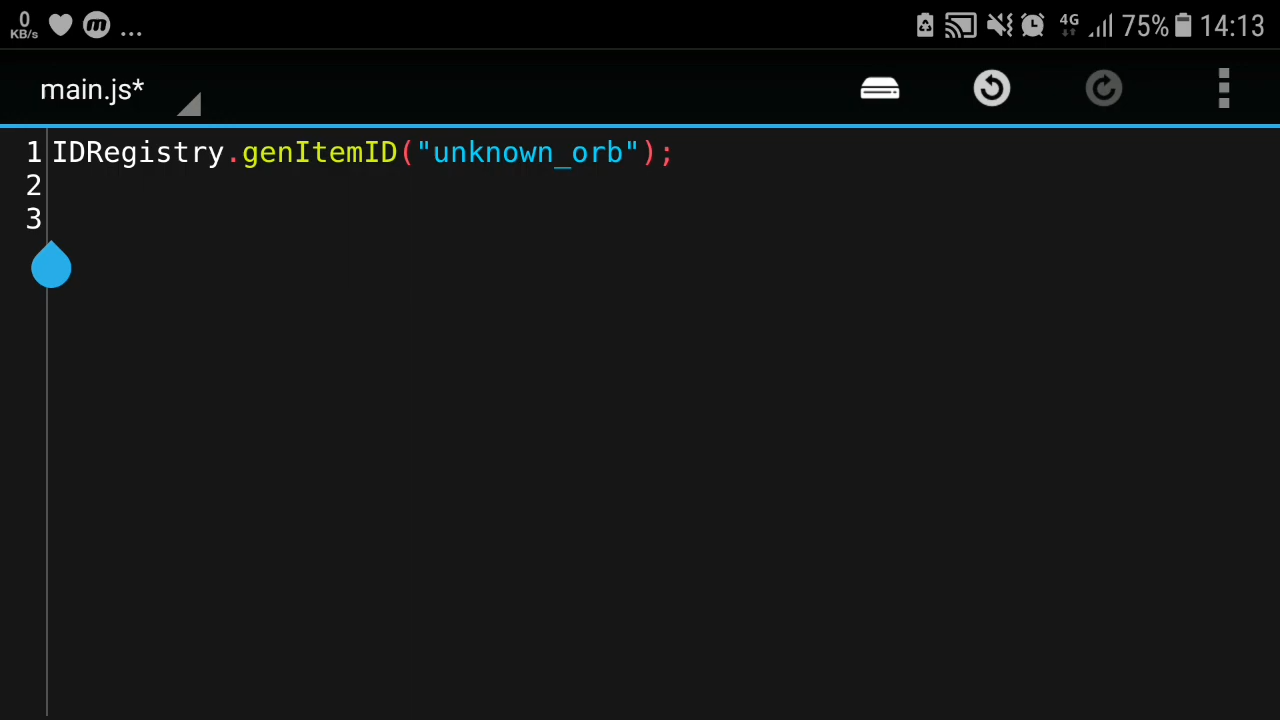 0
KB/s
m
...
4G
75%
14:13
main.js*
1 IDRegistry.genItemID("unknown_orb");
2
3